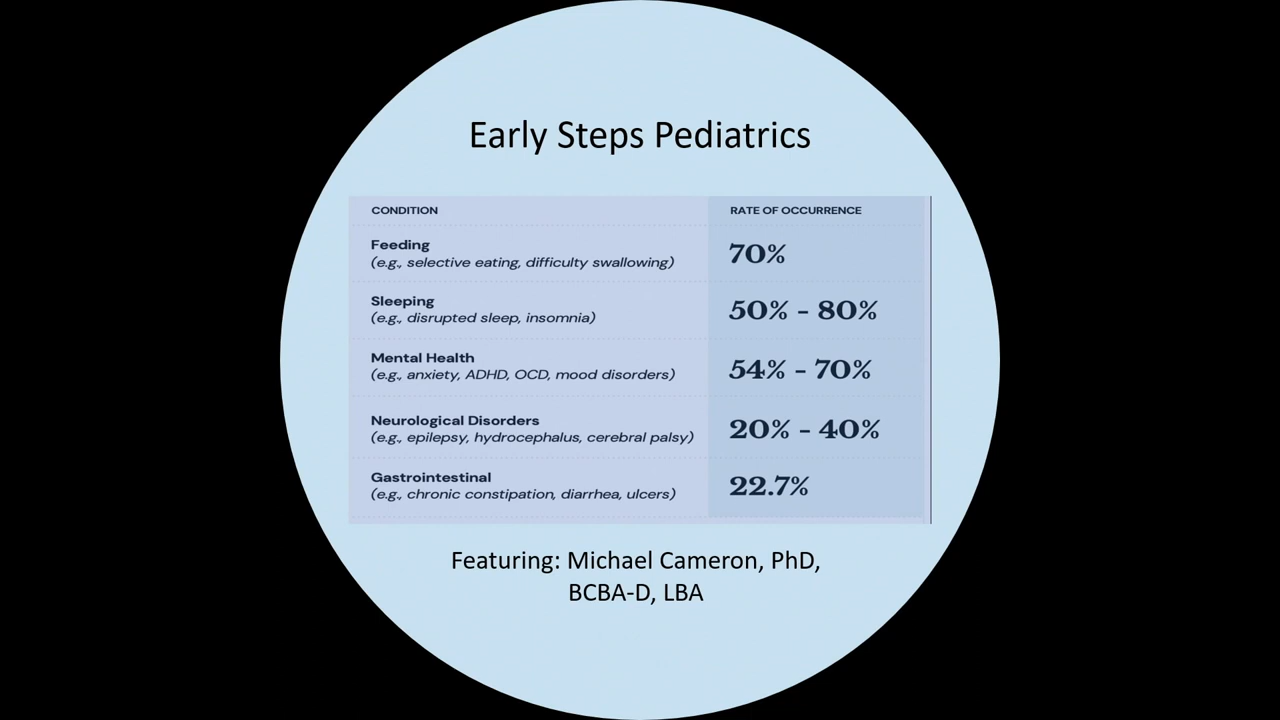 Early Steps Pediatrics
CONDITION RATE OF OCCURRENCE
Feeding
(e.g., selective eating, difficulty swallowing)
70%
Sleeping
(e.g., disrupted sleep, insomnia)
50% - 80%
Mental Health
(e.g., anxiety, ADHD, OCD, mood disorders)
54% - 70%
Neurological Disorders
(e.g., epilepsy, hydrocephalus, cerebral palsy)
20% - 40%
Gastrointestinal
(e.g., chronic constipation, diarrhea, ulcers)
22.7%
Featuring: Michael Cameron, PhD,
BCBA-D, LBA